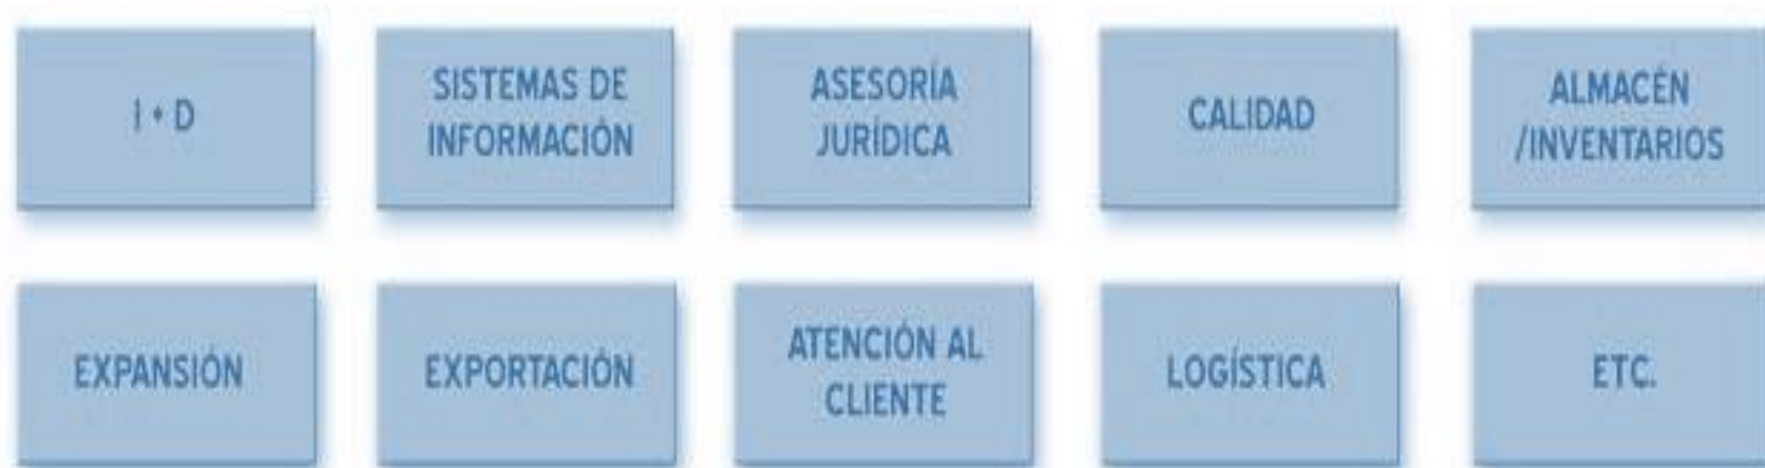 I + D
SISTEMAS DE
INFORMACIÓN
ASESORÍA
JURÍDICA
CALIDAD
ALMACÉN
/INVENTARIOS
EXPANSIÓN
EXPORTACIÓN
ATENCIÓN AL
CLIENTE
LOGÍSTICA
ETC.